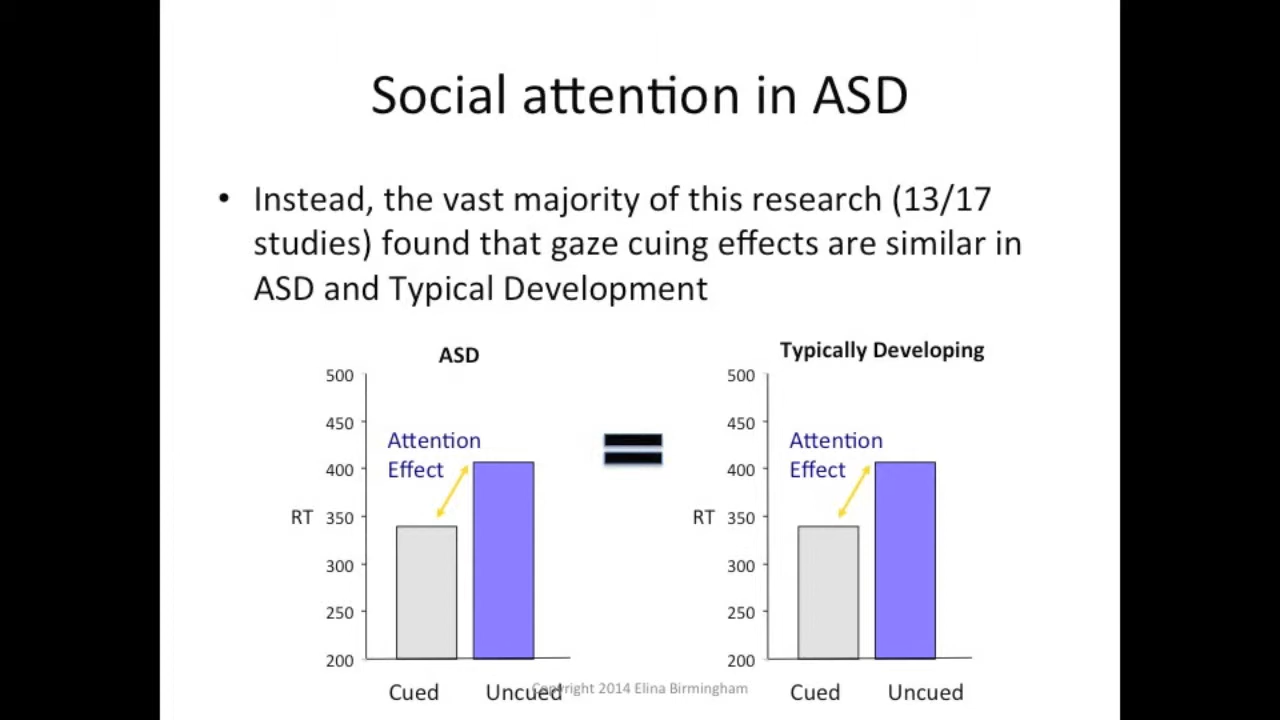 Social attention in ASD
• Instead, the vast majority of this research (13/17
studies) found that gaze cuing effects are similar in
ASD and Typical Development
ASD
500
450
Attention
Effect
400
RT
350
300
250
200
Cued
Uncued
Typically Developing
500
450
Attention
Effect
400
RT
350
300
250
200
Cued
Uncued
Copyright 2014 Elina Birmingham